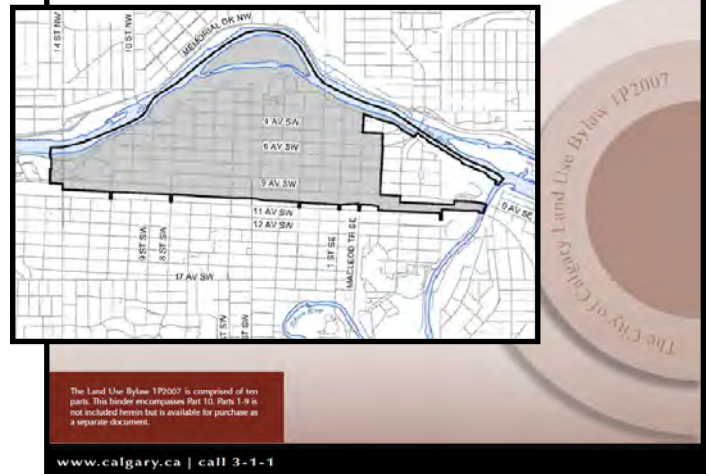 14 ST NW
10 ST NW
MEMORIAL DR NW
4 AV SW
6 AV SW
9 AV SW
11 AV SW
12 AV SW
9 AV SE
9 ST SW
8 ST SW
1 ST SE
MACLEOD TR SE
17 AV SW
ST SW
ST SW
The City of Calgary Land Use Bylaw 1P2007
The Land Use Bylaw 1P2007 is comprised of ten
parts. This binder encompasses Part 10. Parts 1-9 is
not included herein but is available for purchase as
a separate document.
www.calgary.ca | call 3-1-1